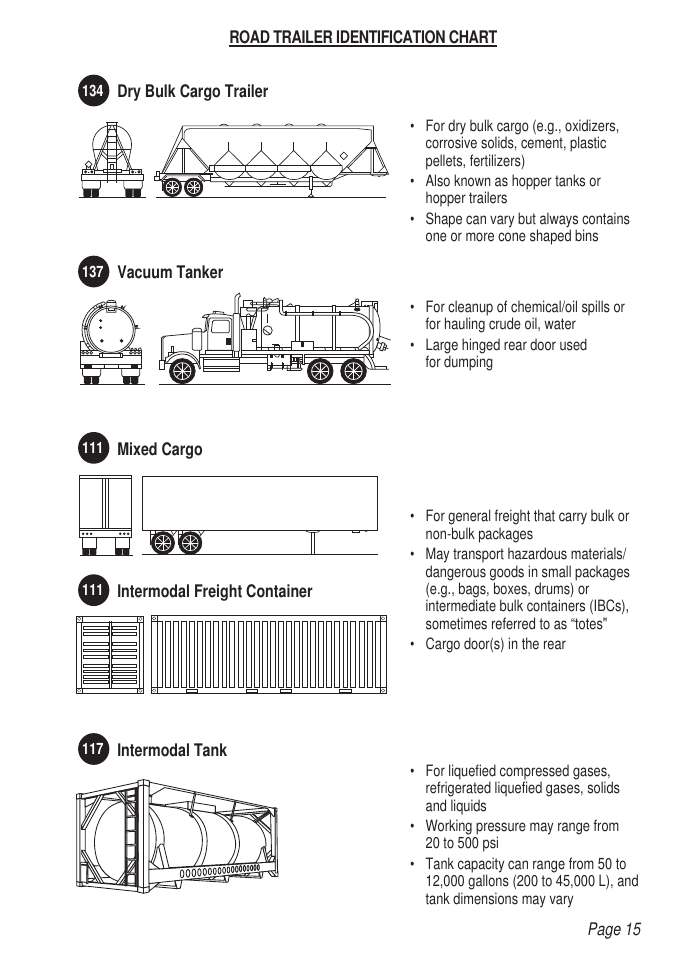 ROAD TRAILER IDENTIFICATION CHART
134 Dry Bulk Cargo Trailer
• For dry bulk cargo (e.g., oxidizers,
corrosive solids, cement, plastic
pellets, fertilizers)
• Also known as hopper tanks or
hopper trailers
• Shape can vary but always contains
one or more cone shaped bins
137 Vacuum Tanker
• For cleanup of chemical/oil spills or
for hauling crude oil, water
• Large hinged rear door used
for dumping
111 Mixed Cargo
111 Intermodal Freight Container
• For general freight that carry bulk or
non-bulk packages
• May transport hazardous materials/
dangerous goods in small packages
(e.g., bags, boxes, drums) or
intermediate bulk containers (IBCs),
sometimes referred to as “totes”
• Cargo door(s) in the rear
117 Intermodal Tank
• For liquefied compressed gases,
refrigerated liquefied gases, solids
and liquids
• Working pressure may range from
20 to 500 psi
• Tank capacity can range from 50 to
12,000 gallons (200 to 45,000 L), and
tank dimensions may vary
Page 15